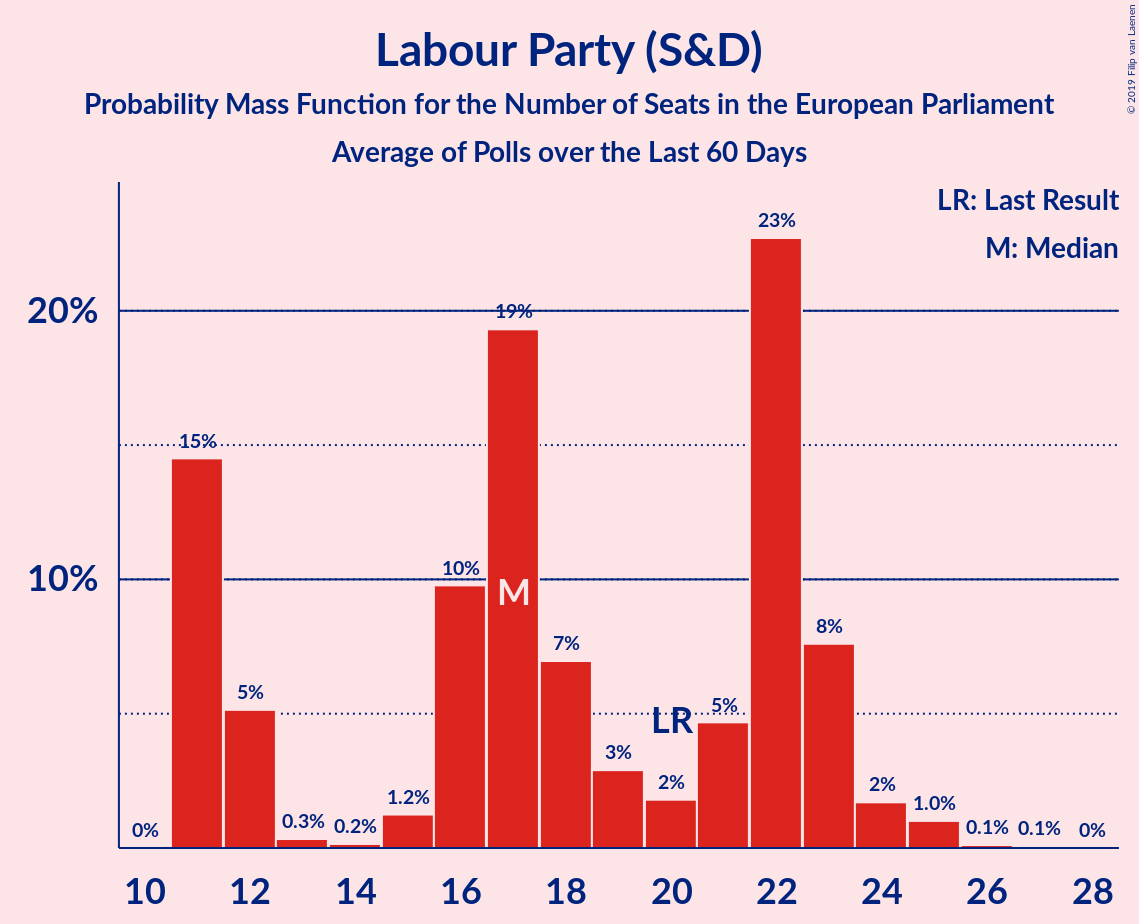 Labour Party (S&D)
Probability Mass Function for the Number of Seats in the European Parliament
Average of Polls over the Last 60 Days
© 2019 Filip van Laenen
LR: Last Result
M: Median
20%
10%
0%
15%
5%
0.3%
0.2%
1.2%
10%
19%
M
7%
3%
2%
LR
5%
23%
8%
2%
1.0%
0.1%
0.1%
0%
10 12 14 16 18 20 22 24 26 28